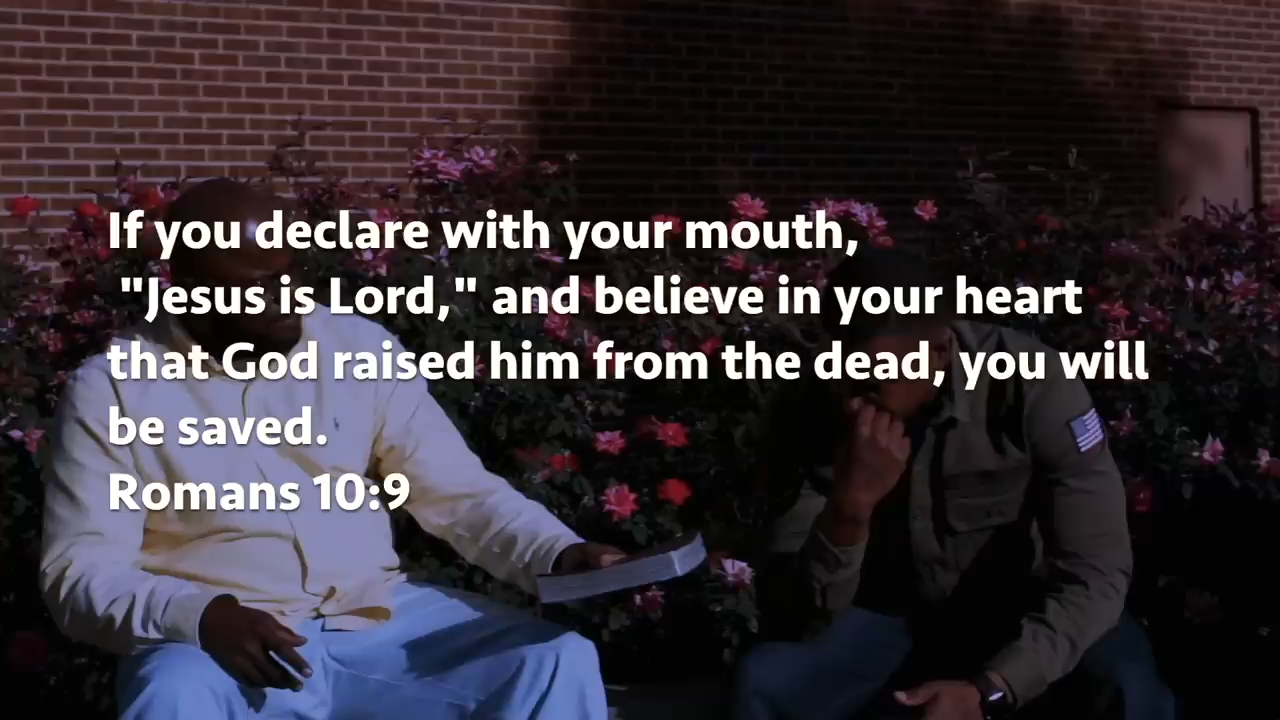 If you declare with your mouth,
"Jesus is Lord," and believe in your heart
that God raised him from the dead, you will
be saved.
Romans 10:9